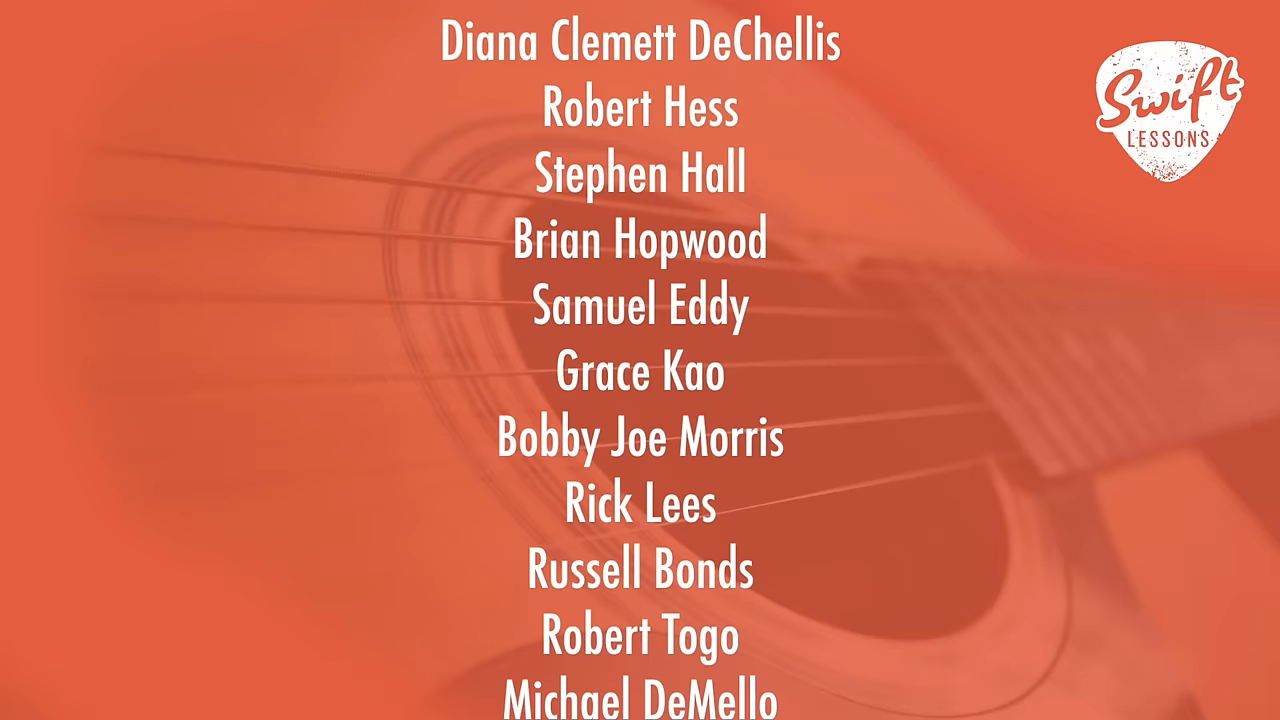 Diana Clemett DeChellis
Robert Hess
Stephen Hall
Brian Hopwood
Samuel Eddy
Grace Kao
Bobby Joe Morris
Rick Lees
Russell Bonds
Robert Togo
Michael DeMello
Swift
LESSONS